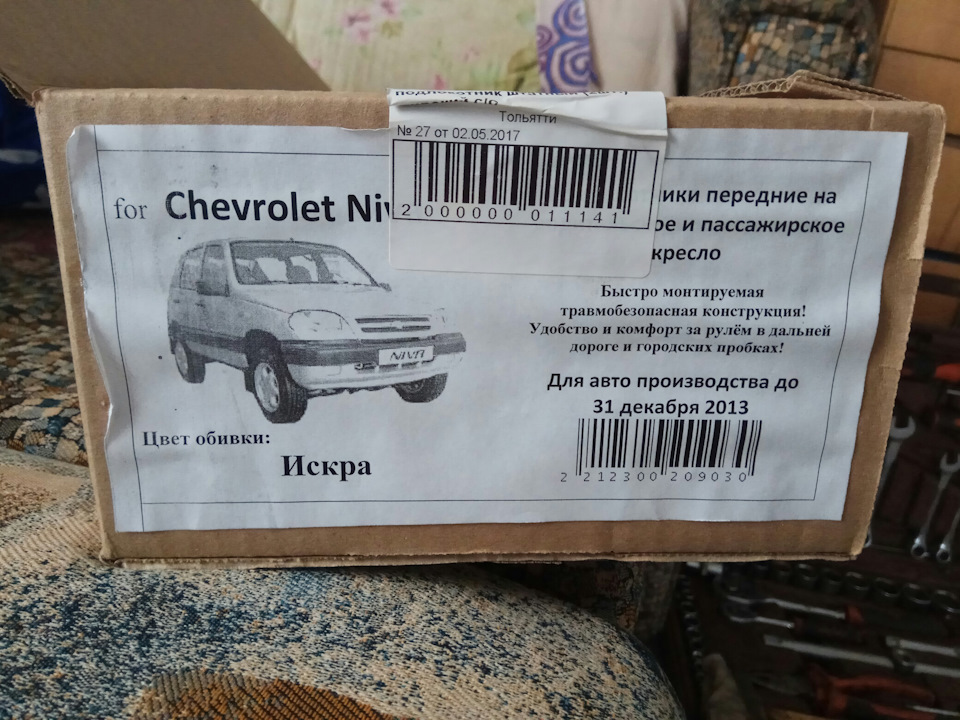 Тольятти
№ 27 от 02.05.2017
2 000000 011141
for Chevrolet Niv
ики передние на
ое и пассажирское
кресло
Быстро монтируемая
травмобезопасная конструкция!
Удобство и комфорт за рулём в дальней
дороге и городских пробках!
NIVA
Для авто производства до
31 декабря 2013
Цвет обивки:
Искра
2 212300 209030